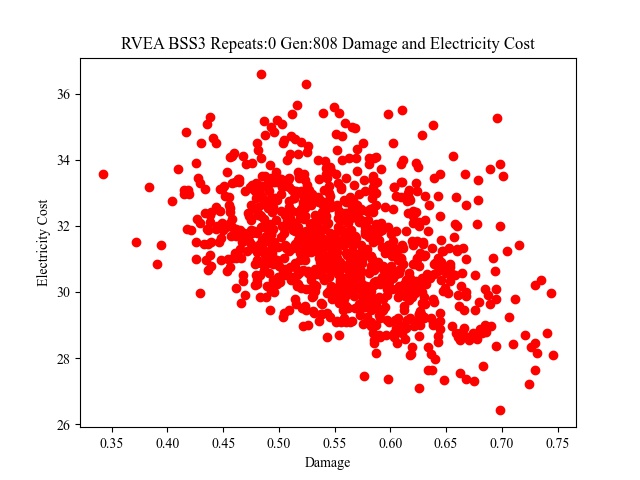 RVEA BSS3 Repeats:0 Gen:808 Damage and Electricity Cost
36
34
32
30
28
26
Electricity Cost
0.35 0.40 0.45 0.50 0.55 0.60 0.65 0.70 0.75
Damage